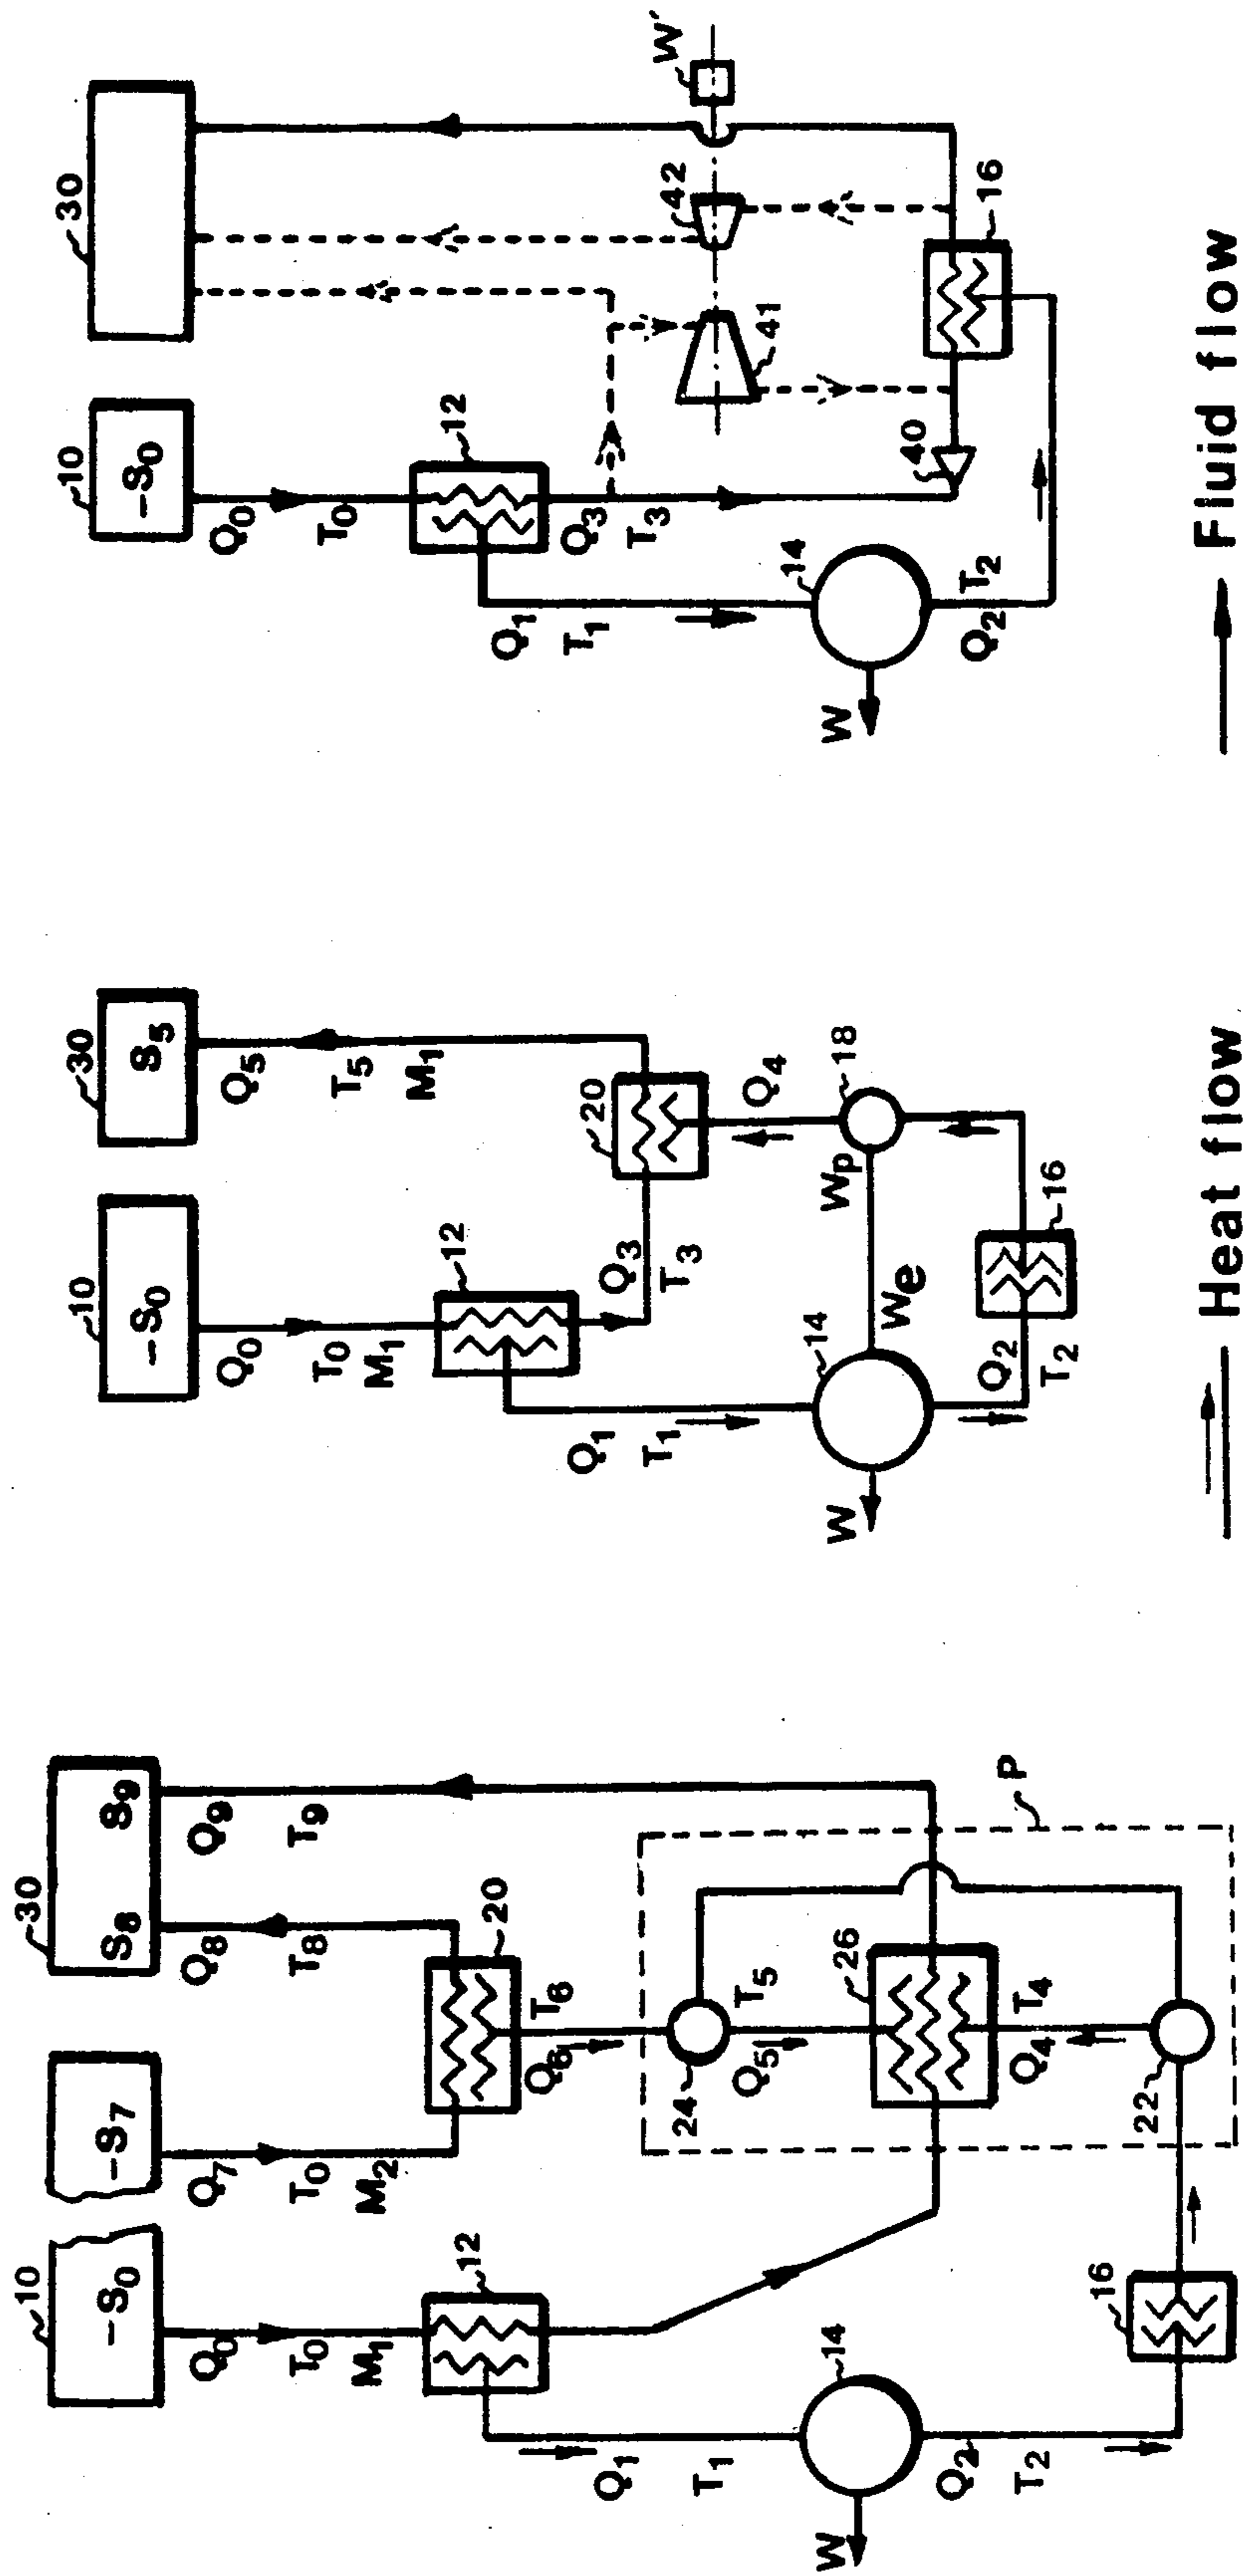 30
10
-S₀
Q₀
T₀
12
Q₁
T₁
Q₃
T₃
14
W
Q₂
T₂
40
41
42
W'
16
Fluid flow
30
S₅
10
-S₀
Q₅
T₅
M₁
Q₀
T₀
M₁
12
20
Q₃
T₃
Q₁
T₁
Q₄
18
Wp
We
14
W
Q₂
T₂
16
Heat flow
30
S₈ S₉
-S₇
10
-S₀
Q₉
T₉
Q₈
T₈
Q₇
T₀
M₂
Q₀
T₀
M₁
12
20
Q₆
T₆
P
24
Q₅
T₅
26
Q₄
T₄
22
Q₁
T₁
14
W
Q₂
T₂
16